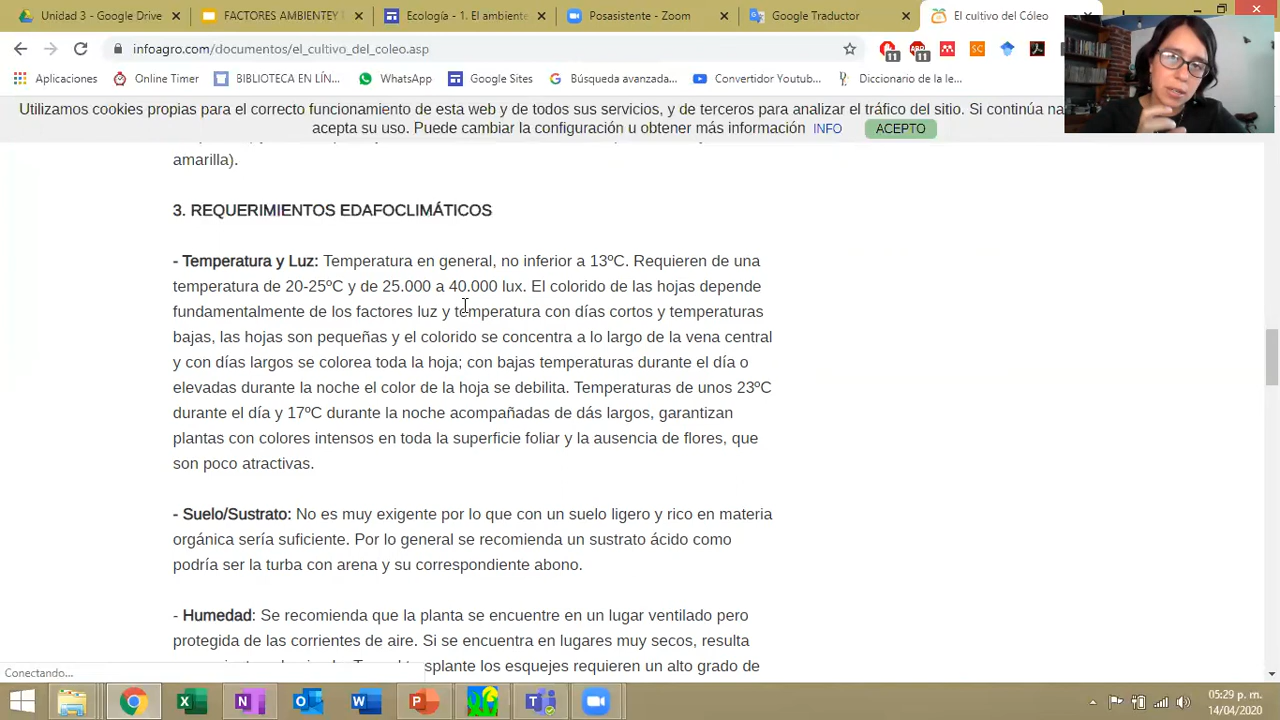 Unidad 3 - Google Drive
FACTORES AMBIENTEY
Ecología - 1. El ambiente
Posasistente - Zoom
Google Traductor
El cultivo del Cóleo
infoagro.com/documentos/el_cultivo_del_coleo.asp
11
11
SC
Aplicaciones
Online Timer
BIBLIOTECA EN LÍN...
WhatsApp
Google Sites
Búsqueda avanzada...
Convertidor Youtub...
Diccionario de la le...
Utilizamos cookies propias para el correcto funcionamiento de esta web y de todos sus servicios, y de terceros para analizar el tráfico del sitio. Si continúa
acepta su uso. Puede cambiar la configuración u obtener más información INFO ACEPTO
amarilla).
3. REQUERIMIENTOS EDAFOCLIMÁTICOS
- Temperatura y Luz: Temperatura en general, no inferior a 13ºC. Requieren de una
temperatura de 20-25ºC y de 25.000 a 40.000 lux. El colorido de las hojas depende
fundamentalmente de los factores luz y temperatura con días cortos y temperaturas
bajas, las hojas son pequeñas y el colorido se concentra a lo largo de la vena central
y con días largos se colorea toda la hoja; con bajas temperaturas durante el día o
elevadas durante la noche el color de la hoja se debilita. Temperaturas de unos 23ºC
durante el día y 17ºC durante la noche acompañadas de dás largos, garantizan
plantas con colores intensos en toda la superficie foliar y la ausencia de flores, que
son poco atractivas.
- Suelo/Sustrato: No es muy exigente por lo que con un suelo ligero y rico en materia
orgánica sería suficiente. Por lo general se recomienda un sustrato ácido como
podría ser la turba con arena y su correspondiente abono.
- Humedad: Se recomienda que la planta se encuentre en un lugar ventilado pero
protegida de las corrientes de aire. Si se encuentra en lugares muy secos, resulta
los esquejes requieren un alto grado de
Conectando...
05:29 p. m.
14/04/2020